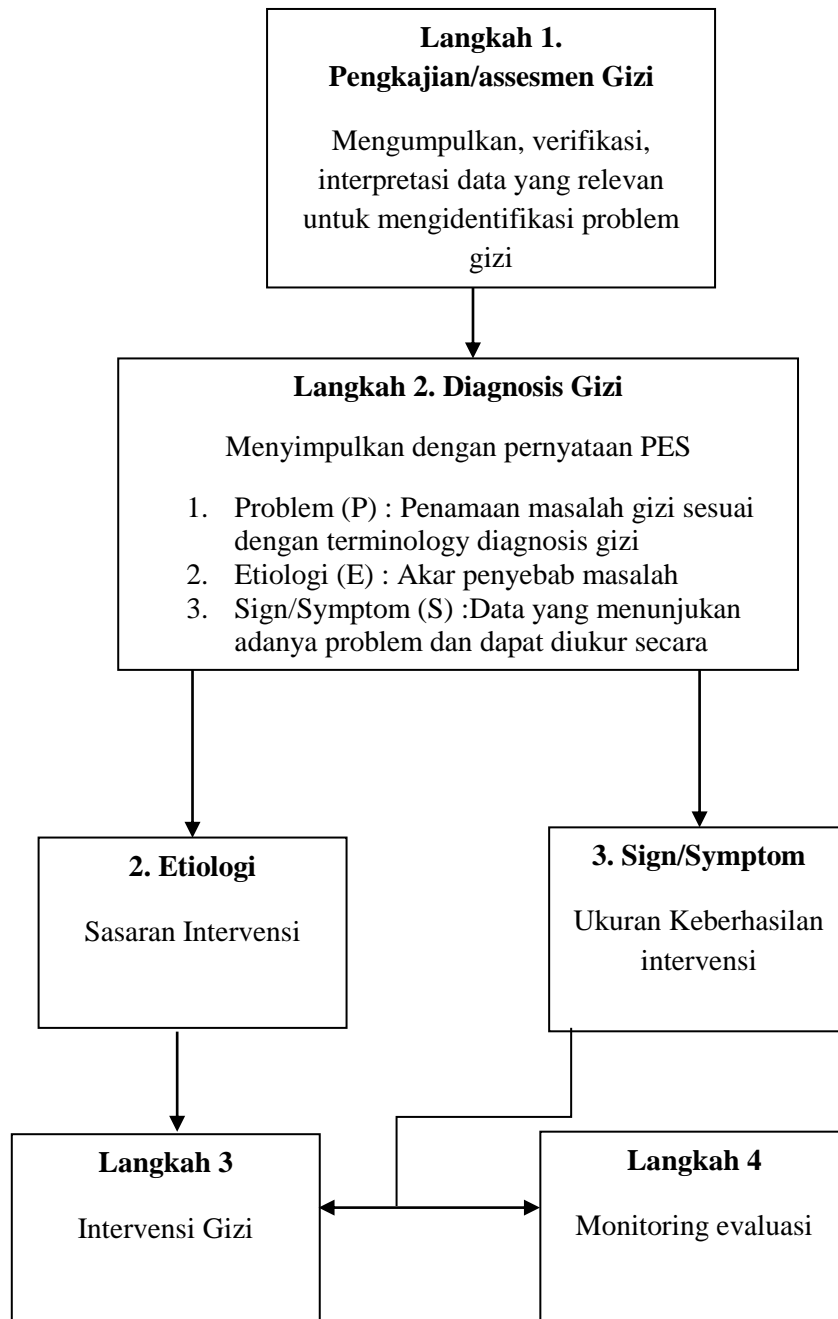 Langkah 1.
Pengkajian/assesmen Gizi
Mengumpulkan, verifikasi,
interpretasi data yang relevan
untuk mengidentifikasi problem
gizi
Langkah 2. Diagnosis Gizi
Menyimpulkan dengan pernyataan PES
1. Problem (P) : Penamaan masalah gizi sesuai
dengan terminology diagnosis gizi
2. Etiologi (E) : Akar penyebab masalah
3. Sign/Symptom (S) :Data yang menunjukan
adanya problem dan dapat diukur secara
2. Etiologi
Sasaran Intervensi
3. Sign/Symptom
Ukuran Keberhasilan
intervensi
Langkah 3
Intervensi Gizi
Langkah 4
Monitoring evaluasi